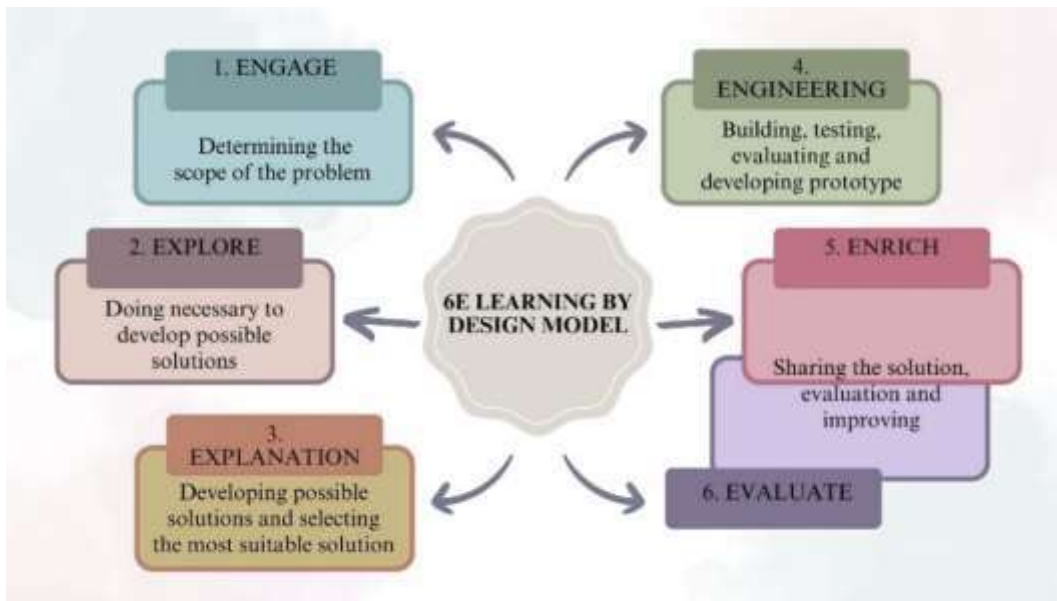 1. ENGAGE
Determining the
scope of the problem
2. EXPLORE
Doing necessary to
develop possible
solutions
3.
EXPLANATION
Developing possible
solutions and selecting
the most suitable solution
6E LEARNING BY
DESIGN MODEL
4.
ENGINEERING
Building, testing,
evaluating and
developing prototype
5. ENRICH
Sharing the solution,
evaluation and
improving
6. EVALUATE